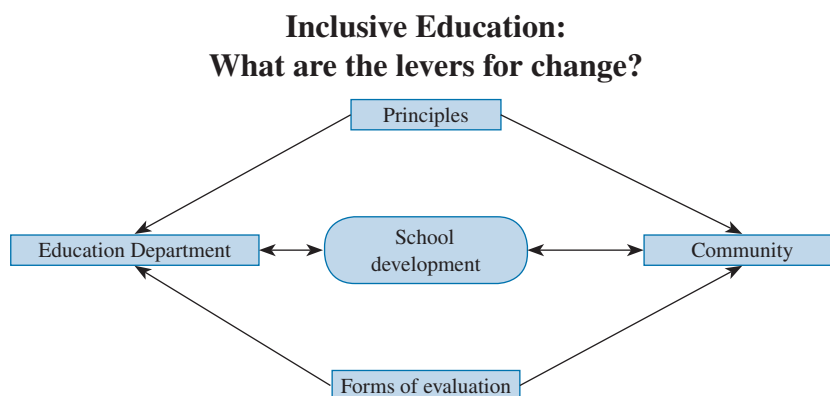 Inclusive Education:
What are the levers for change?
Principles
Education Department
School
development
Community
Forms of evaluation